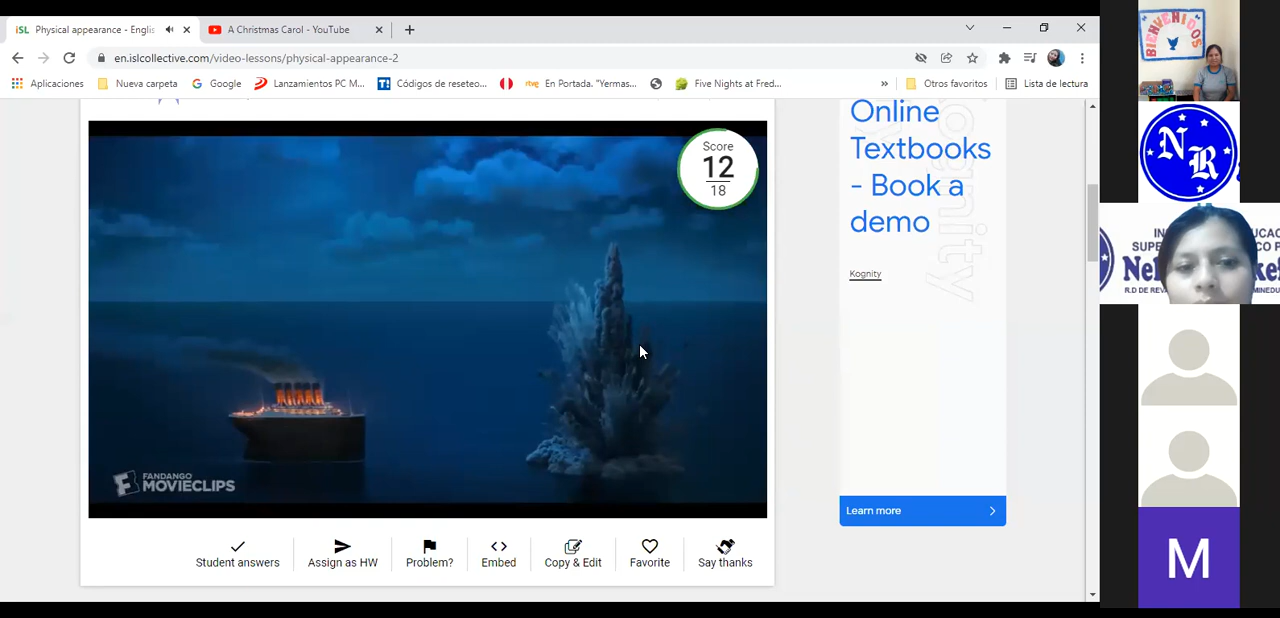 iSL Physical appearance - Englis
A Christmas Carol - YouTube
en.islcollective.com/video-lessons/physical-appearance-2
Aplicaciones
Nueva carpeta
Google
Lanzamientos PC M...
Códigos de reseteo...
rtve En Portada. "Yermas...
Five Nights at Fred...
»
Otros favoritos
Lista de lectura
Score
12
18
FANDANGO
MOVIECLIPS
Student answers
Assign as HW
Problem?
Embed
Copy & Edit
Favorite
Say thanks
Online
Textbooks
- Book a
demo
Kognity
Learn more
BIENVENIDOS
N R
M